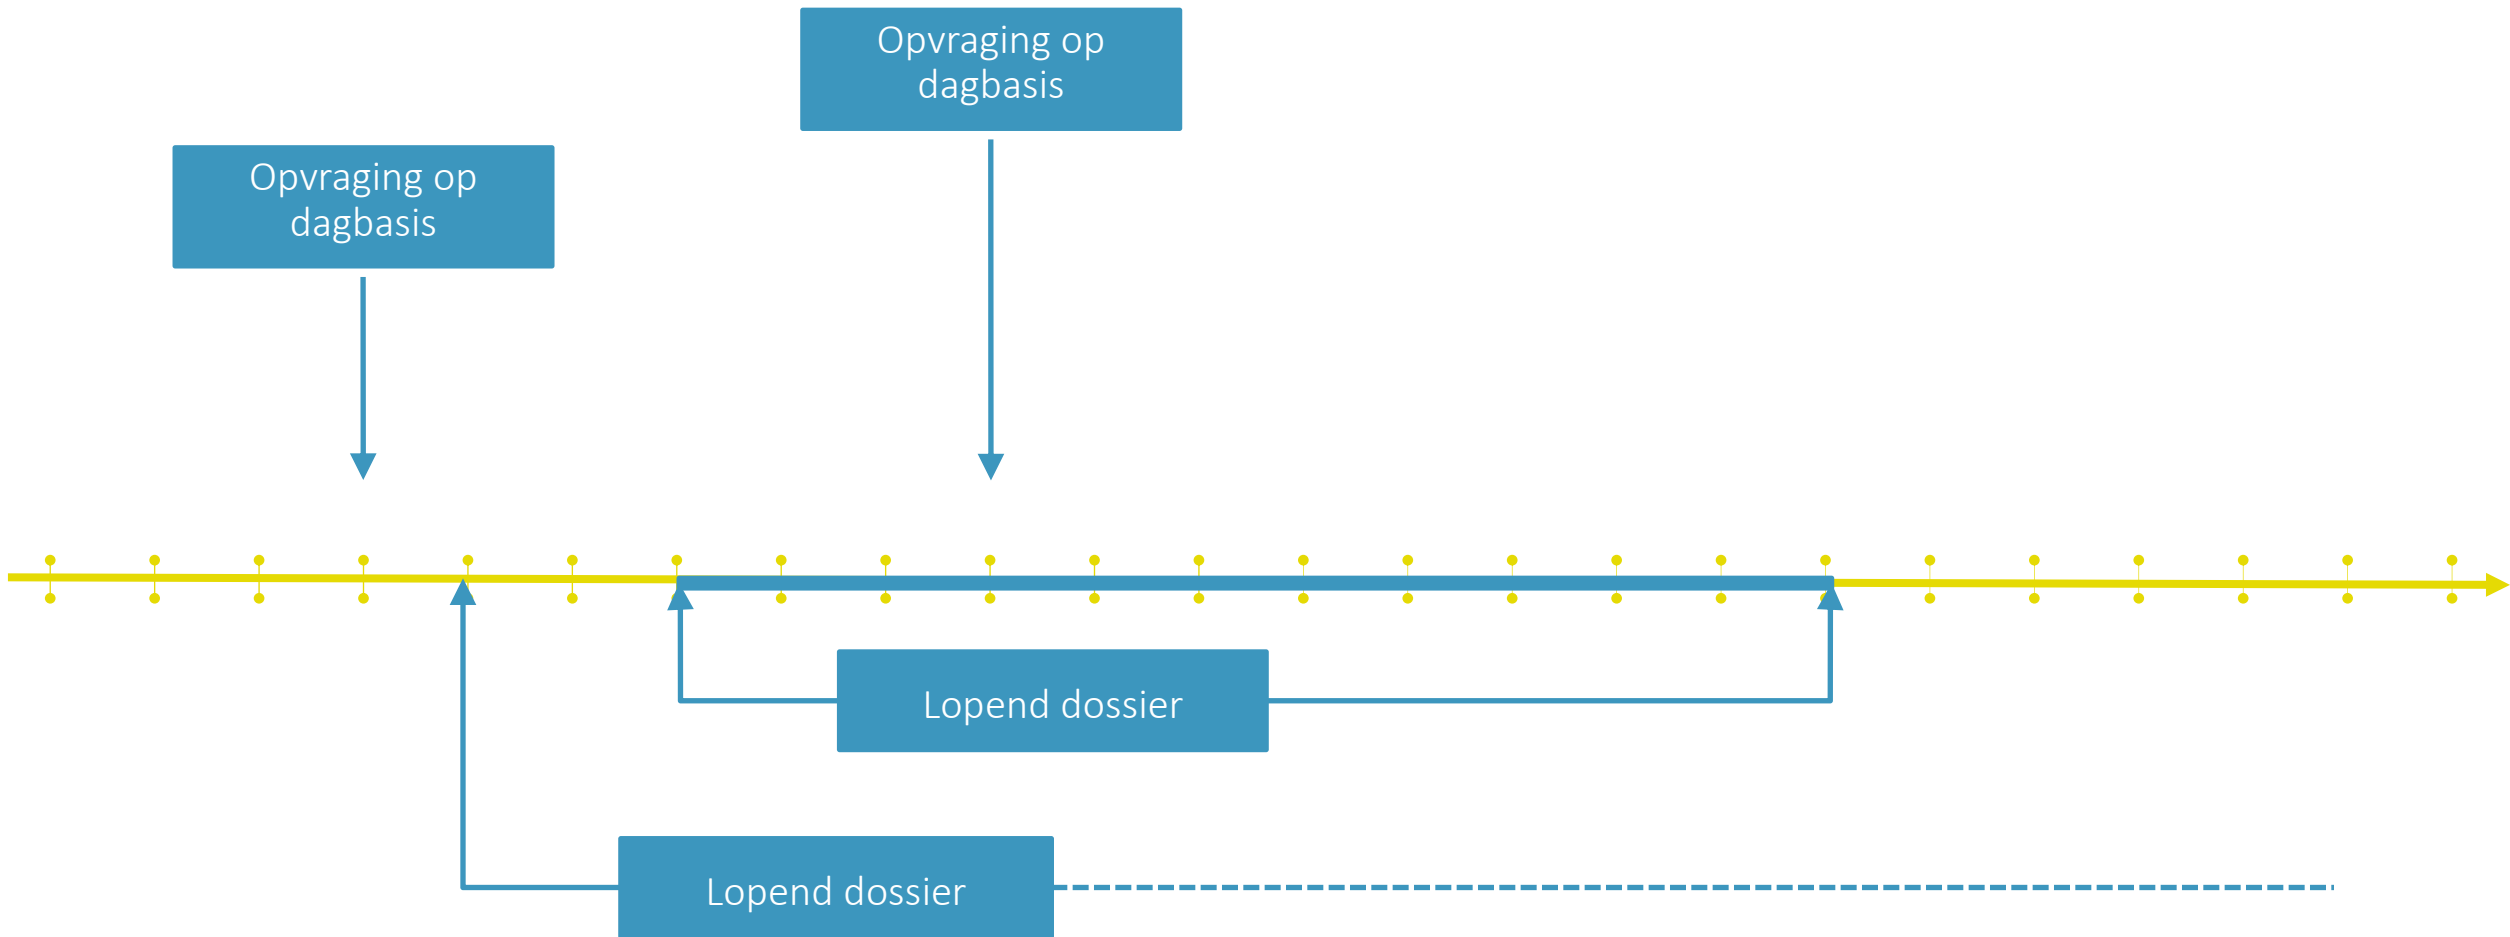 Opvraging op
dagbasis
Opvraging op
dagbasis
Lopend dossier
Lopend dossier